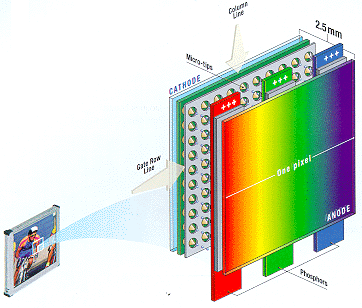 Column
Line
2.5mm
Micro-tips
+++
CATHODE
+++
+++
Gate Row
Line
One pixel
ANODE
Phosphors